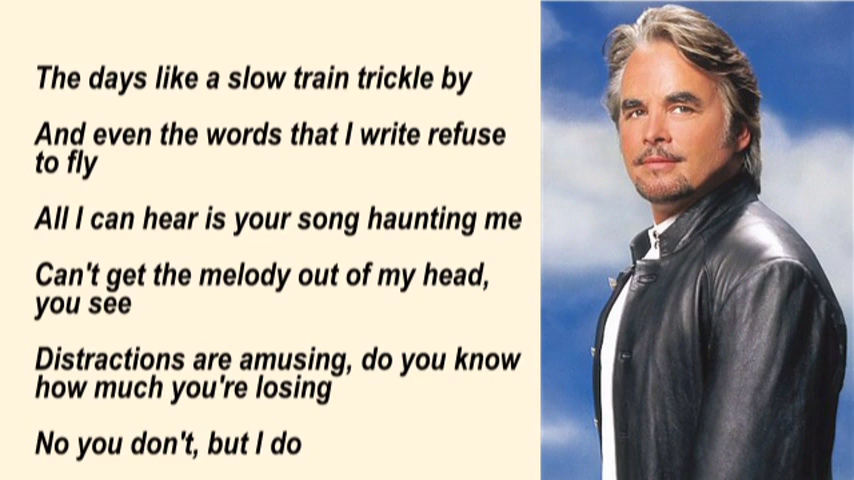 The days like a slow train trickle by
And even the words that I write refuse
to fly
All I can hear is your song haunting me
Can't get the melody out of my head,
you see
Distractions are amusing, do you know
how much you're losing
No you don't, but I do